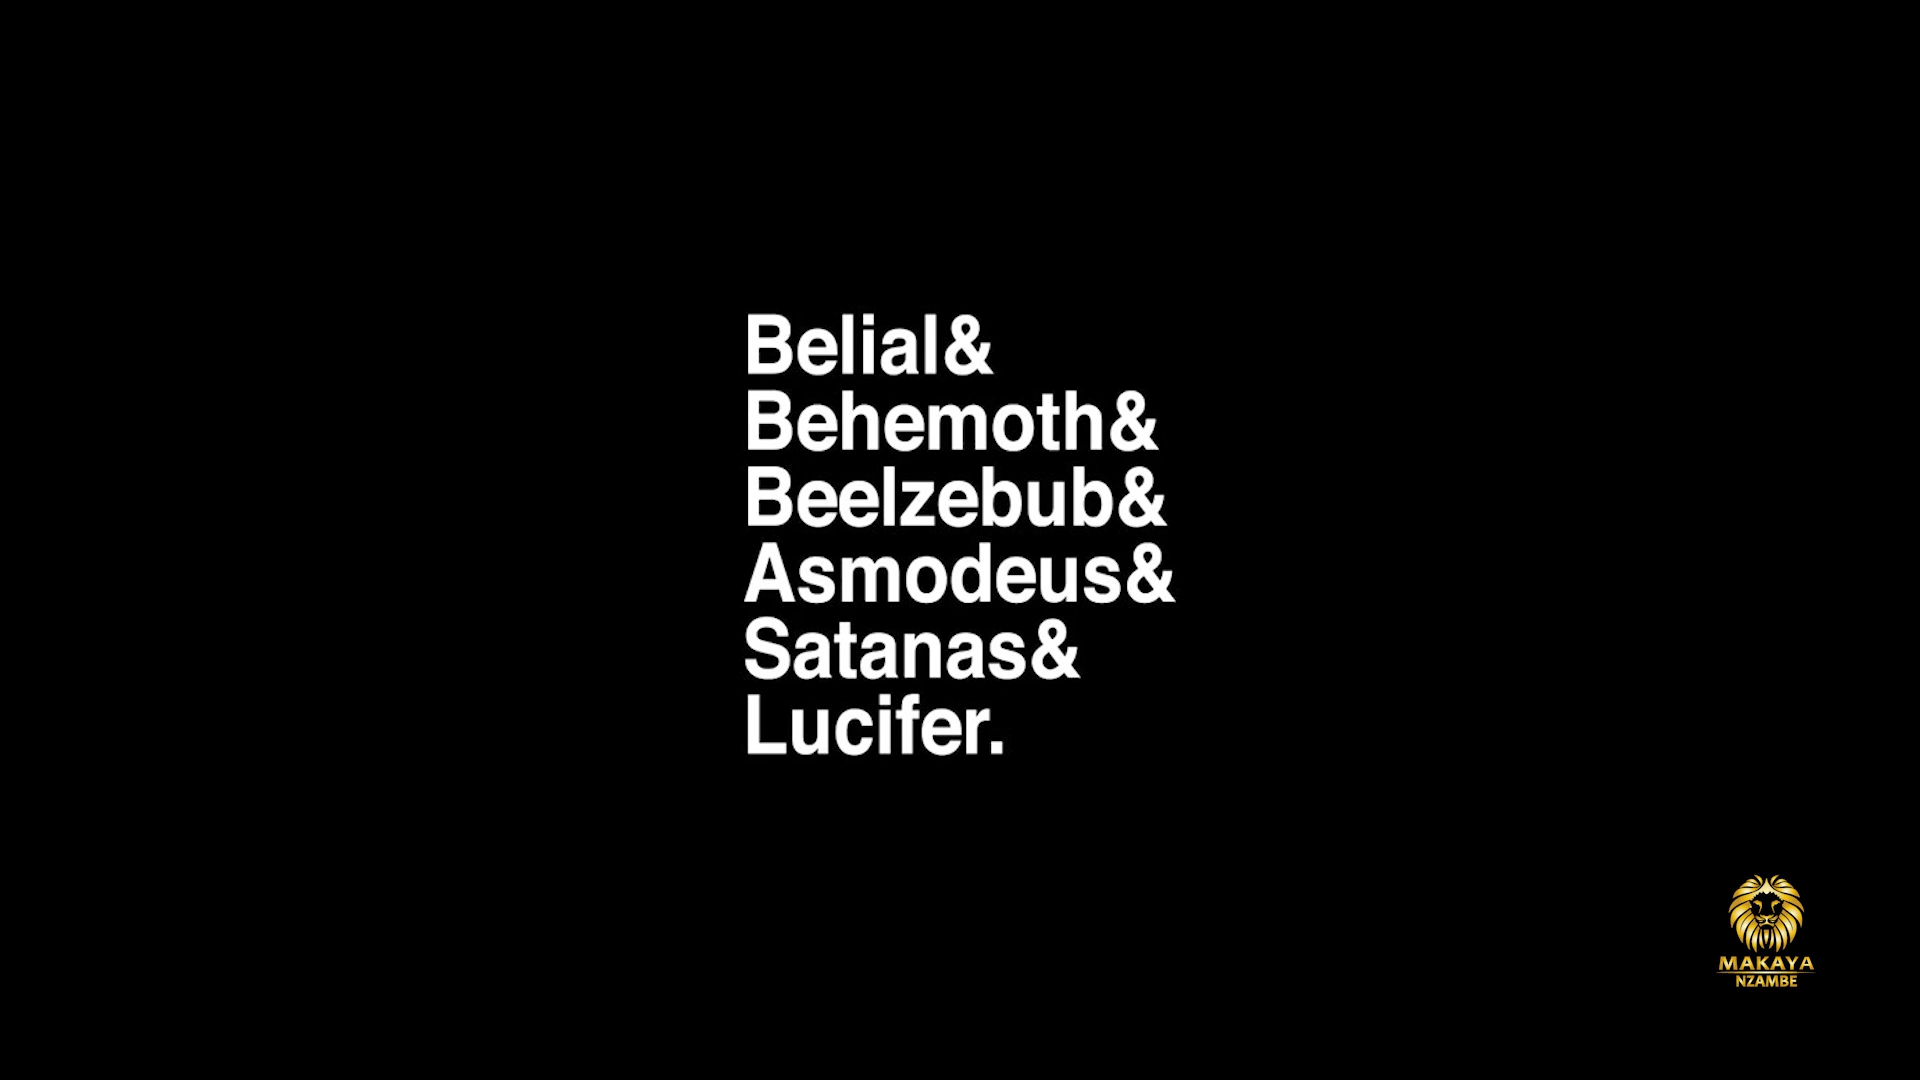 Belial&
Behemoth&
Beelzebub&
Asmodeus&
Satanas&
Lucifer.
MAKAYA
NZAMBE